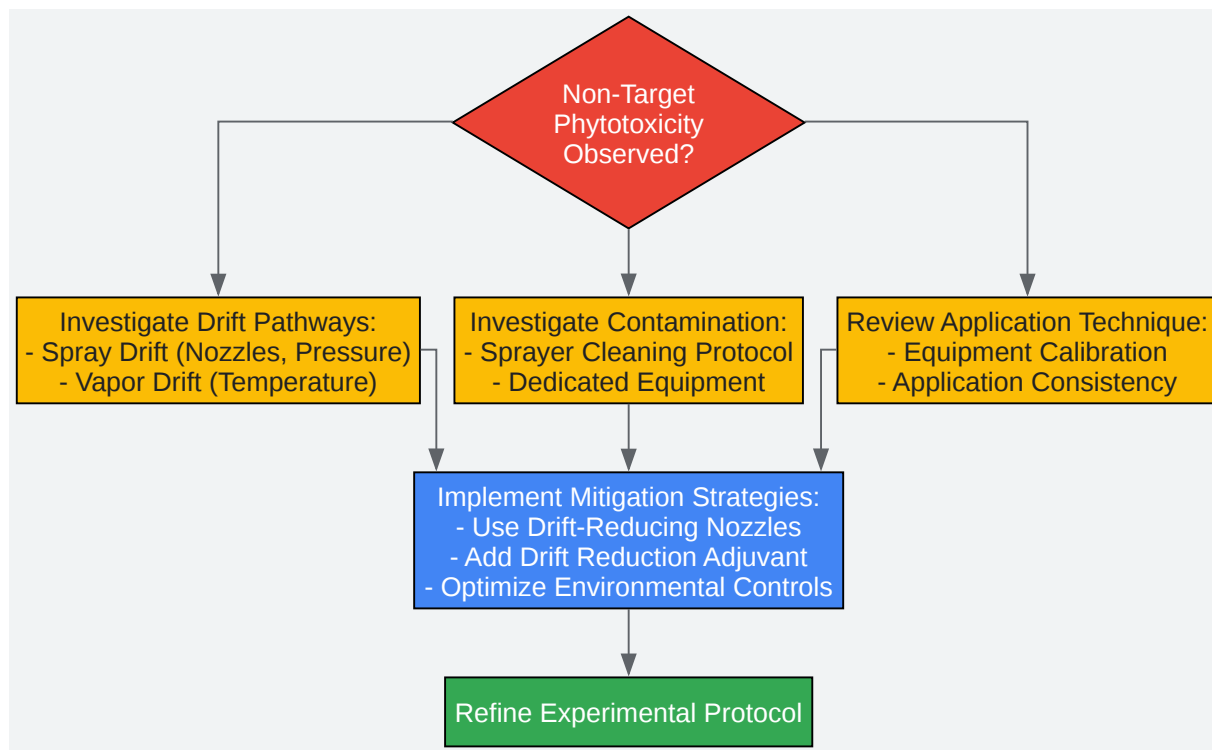 Non-Target
Phytotoxicity
Observed?
Investigate Drift Pathways:
- Spray Drift (Nozzles, Pressure)
- Vapor Drift (Temperature)
Investigate Contamination:
- Sprayer Cleaning Protocol
- Dedicated Equipment
Review Application Technique:
- Equipment Calibration
- Application Consistency
Implement Mitigation Strategies:
- Use Drift-Reducing Nozzles
- Add Drift Reduction Adjuvant
- Optimize Environmental Controls
Refine Experimental Protocol